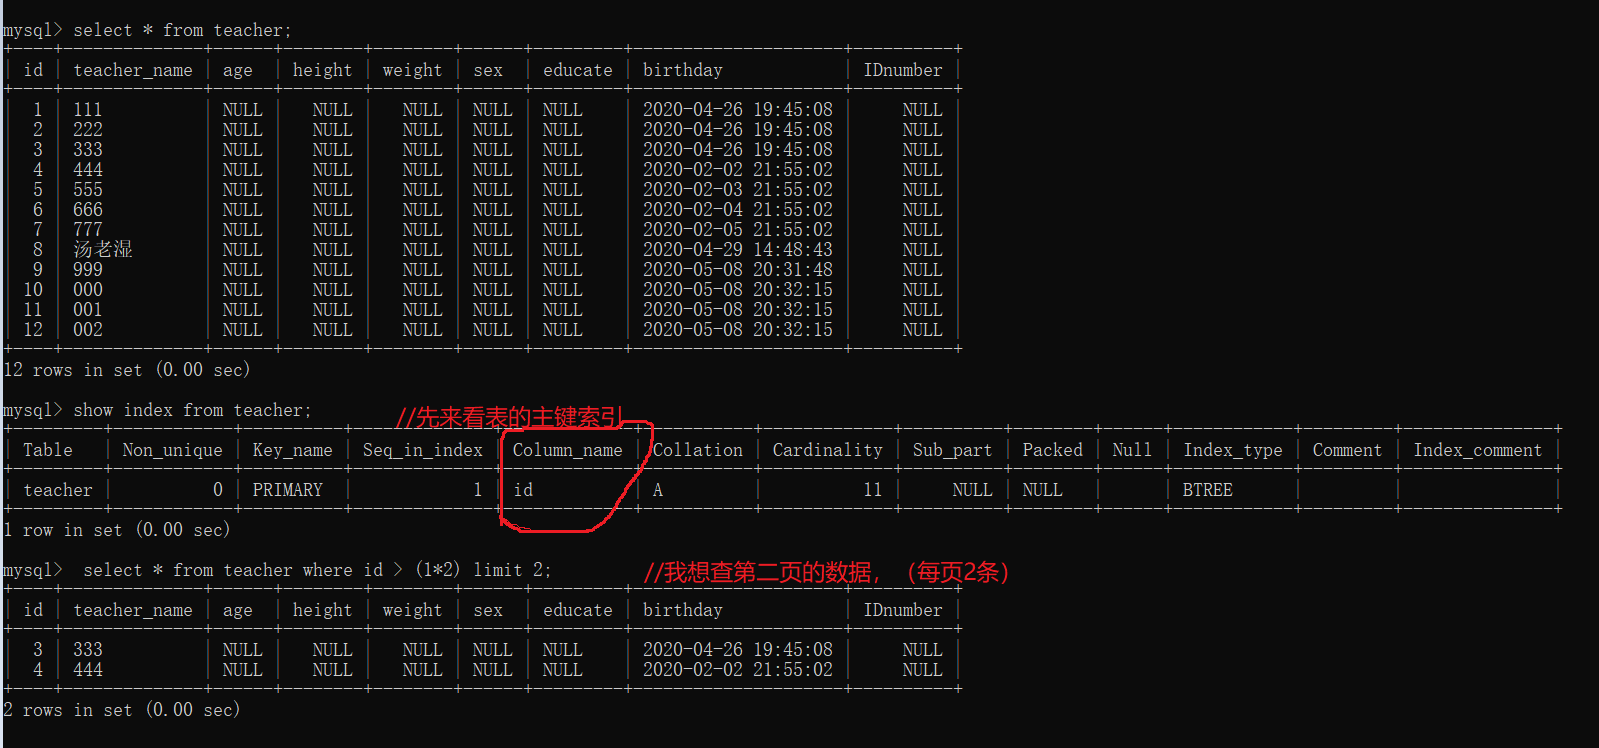 mysql> select * from teacher;
| id | teacher_name | age | height | weight | sex | educate | birthday | IDnumber |
| 1 | 111 | NULL | NULL | NULL | NULL | NULL | 2020-04-26 19:45:08 | NULL |
| 2 | 222 | NULL | NULL | NULL | NULL | NULL | 2020-04-26 19:45:08 | NULL |
| 3 | 333 | NULL | NULL | NULL | NULL | NULL | 2020-04-26 19:45:08 | NULL |
| 4 | 444 | NULL | NULL | NULL | NULL | NULL | 2020-02-02 21:55:02 | NULL |
| 5 | 555 | NULL | NULL | NULL | NULL | NULL | 2020-02-03 21:55:02 | NULL |
| 6 | 666 | NULL | NULL | NULL | NULL | NULL | 2020-02-04 21:55:02 | NULL |
| 7 | 777 | NULL | NULL | NULL | NULL | NULL | 2020-02-05 21:55:02 | NULL |
| 8 | 汤老湿 | NULL | NULL | NULL | NULL | NULL | 2020-04-29 14:48:43 | NULL |
| 9 | 999 | NULL | NULL | NULL | NULL | NULL | 2020-05-08 20:31:48 | NULL |
| 10 | 000 | NULL | NULL | NULL | NULL | NULL | 2020-05-08 20:32:15 | NULL |
| 11 | 001 | NULL | NULL | NULL | NULL | NULL | 2020-05-08 20:32:15 | NULL |
| 12 | 002 | NULL | NULL | NULL | NULL | NULL | 2020-05-08 20:32:15 | NULL |
12 rows in set (0.00 sec)
mysql> show index from teacher;
//先来看表的主键索引
| Table | Non_unique | Key_name | Seq_in_index | Column_name | Collation | Cardinality | Sub_part | Packed | Null | Index_type | Comment | Index_comment |
| teacher | 0 | PRIMARY | 1 | id | A | 11 | NULL | NULL | | BTREE | | |
1 row in set (0.00 sec)
mysql>  select * from teacher where id > (1*2) limit 2; //我想查第二页的数据，（每页2条）
| id | teacher_name | age | height | weight | sex | educate | birthday | IDnumber |
| 3 | 333 | NULL | NULL | NULL | NULL | NULL | 2020-04-26 19:45:08 | NULL |
| 4 | 444 | NULL | NULL | NULL | NULL | NULL | 2020-02-02 21:55:02 | NULL |
2 rows in set (0.00 sec)